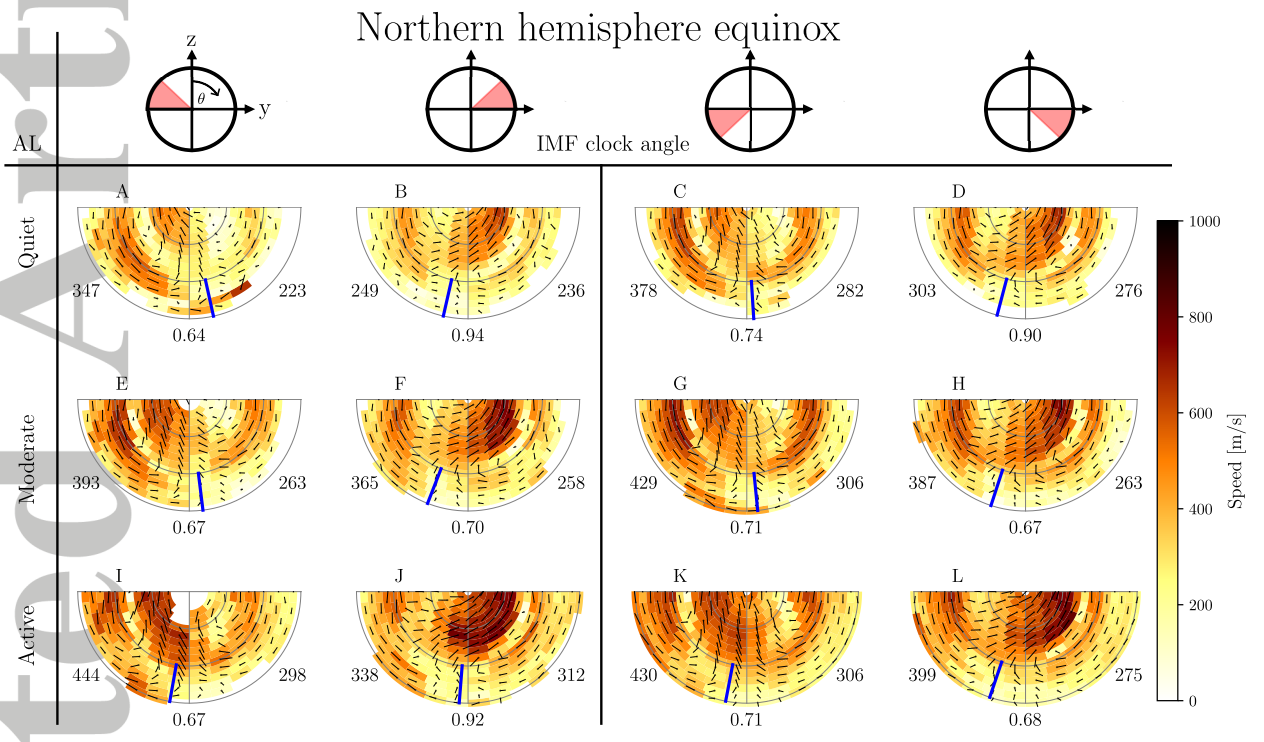 Northern hemisphere equinox
z
θ
y
AL
IMF clock angle
A B C D
Quiet
347 223 249 236 378 282 303 276
0.64 0.94 0.74 0.90
E F G H
Moderate
393 263 365 258 429 306 387 263
0.67 0.70 0.71 0.67
I J K L
Active
444 298 338 312 430 306 399 275
0.67 0.92 0.71 0.68
1000
800
600
400
200
0
Speed [m/s]
ted Arti